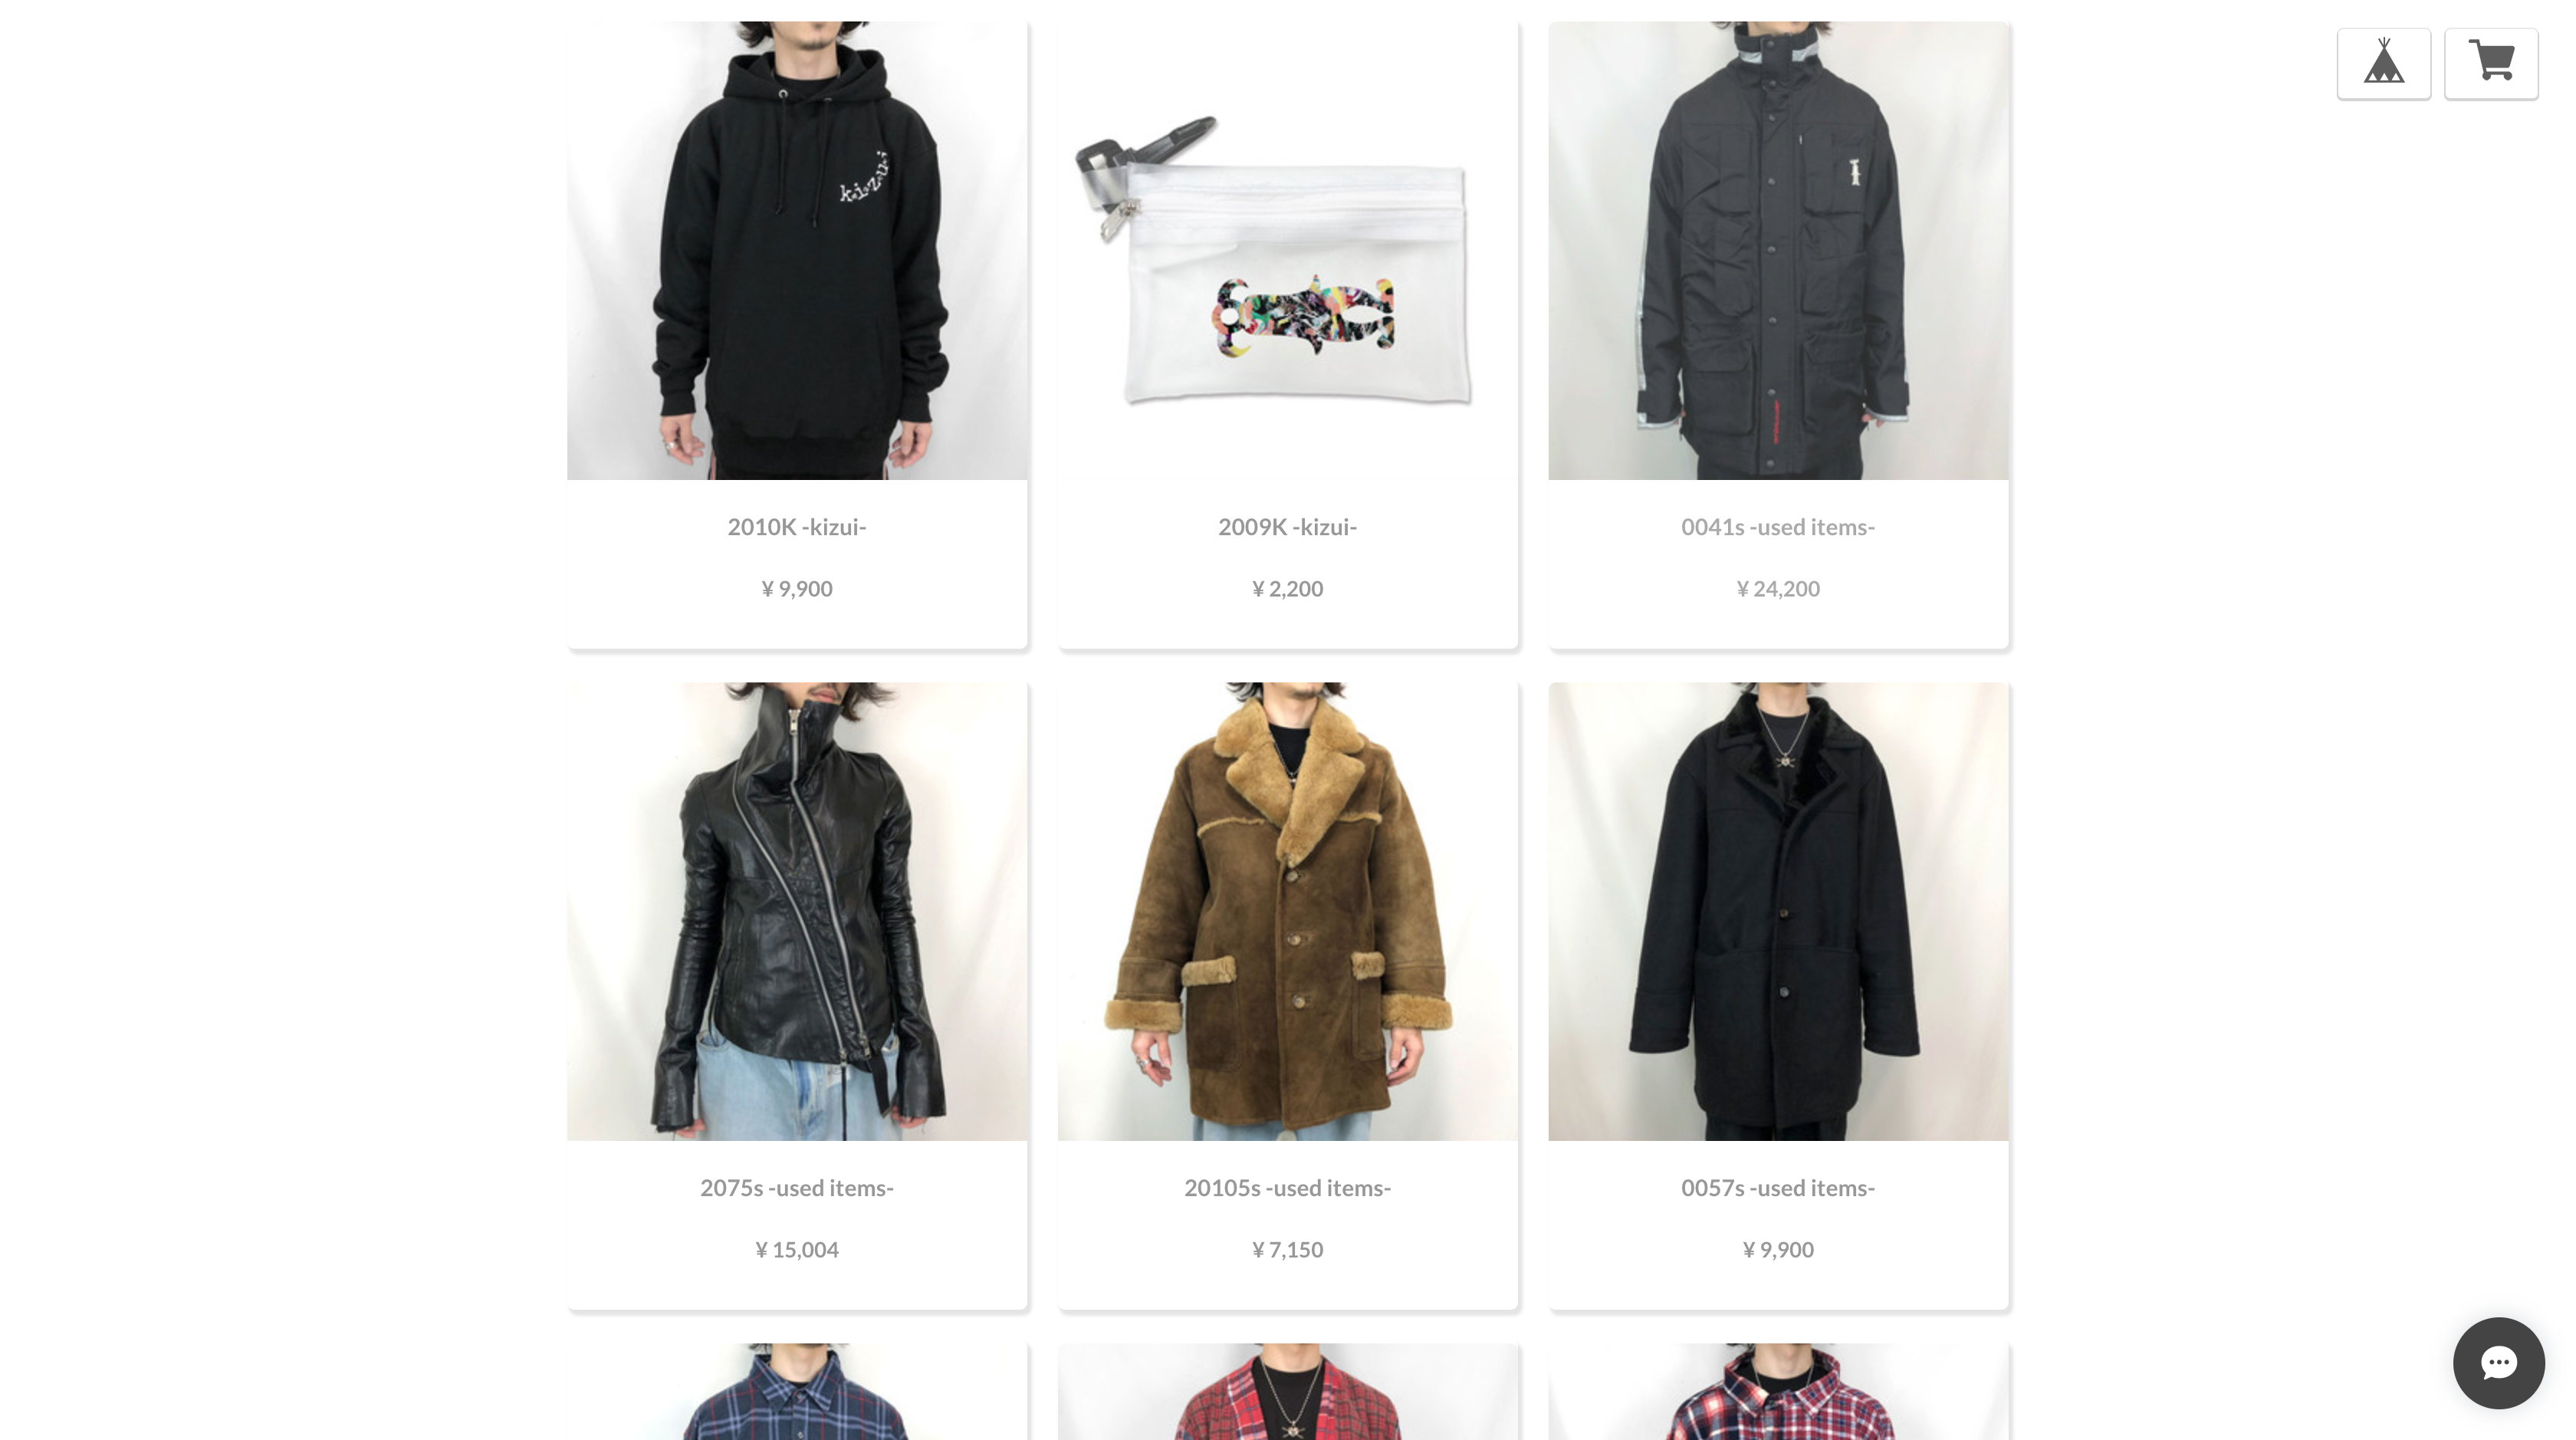 kizui
2010K -kizui-
¥ 9,900
2009K -kizui-
¥ 2,200
0041s -used items-
¥ 24,200
2075s -used items-
¥ 15,004
20105s -used items-
¥ 7,150
0057s -used items-
¥ 9,900